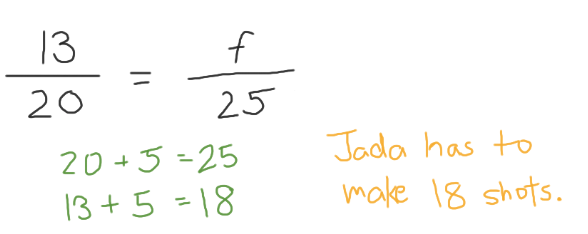 13/20 = f/25
20 + 5 = 25
13 + 5 = 18
Jada has to
make 18 shots.